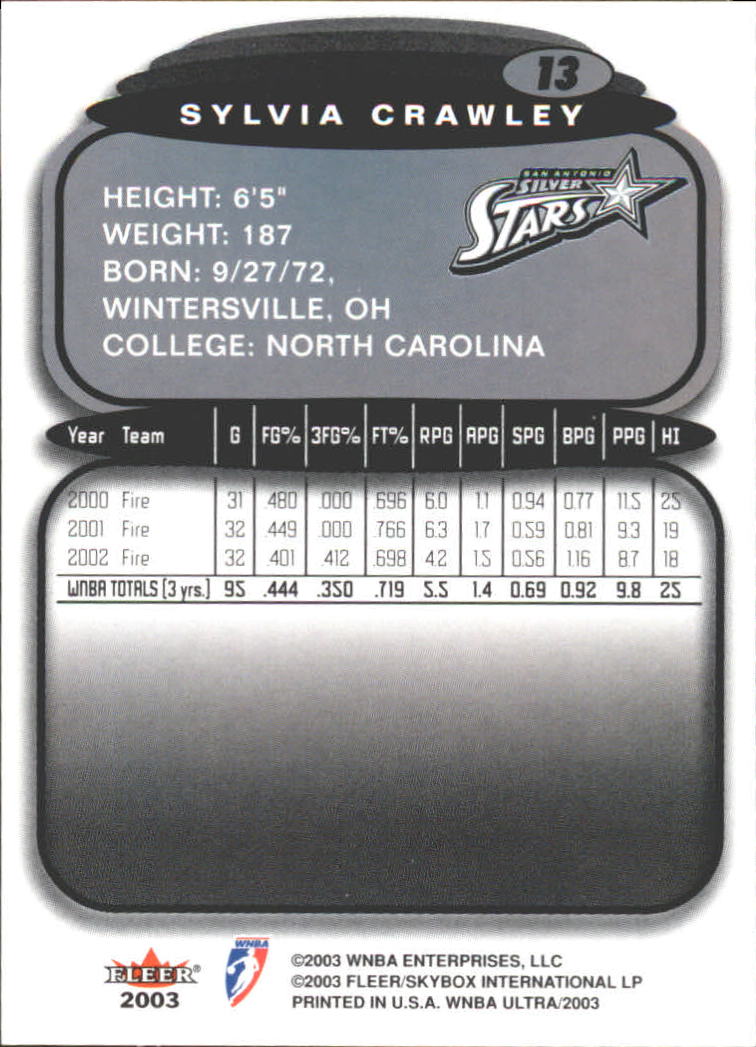 13
SYLVIA CRAWLEY
SAN ANTONIO
SILVER
STARS
HEIGHT: 6'5"
WEIGHT: 187
BORN: 9/27/72,
WINTERSVILLE, OH
COLLEGE: NORTH CAROLINA
Year Team G FG% 3FG% FT% RPG APG SPG BPG PPG HI
2000 Fire 31 .480 .000 .696 6.0 1.1 0.94 0.77 11.5 25
2001 Fire 32 .449 .000 .766 6.3 1.7 0.59 0.81 9.3 19
2002 Fire 32 .401 .412 .698 4.2 1.5 0.56 1.16 8.7 18
WNBA TOTALS (3 yrs.) 95 .444 .350 .719 5.5 1.4 0.69 0.92 9.8 25
FLEER®
2003
WNBA
©2003 WNBA ENTERPRISES, LLC
©2003 FLEER/SKYBOX INTERNATIONAL LP
PRINTED IN U.S.A. WNBA ULTRA/2003